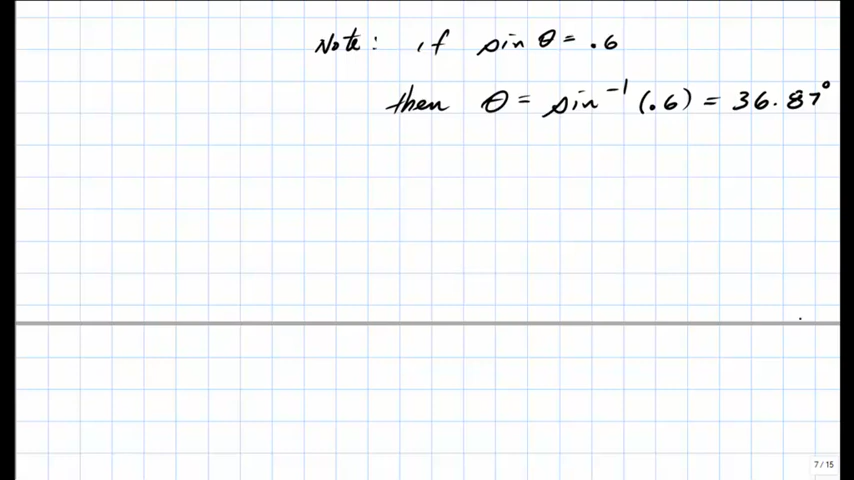 Note: if sin θ = .6
then θ = sin⁻¹ (.6) = 36.87°
7 / 15